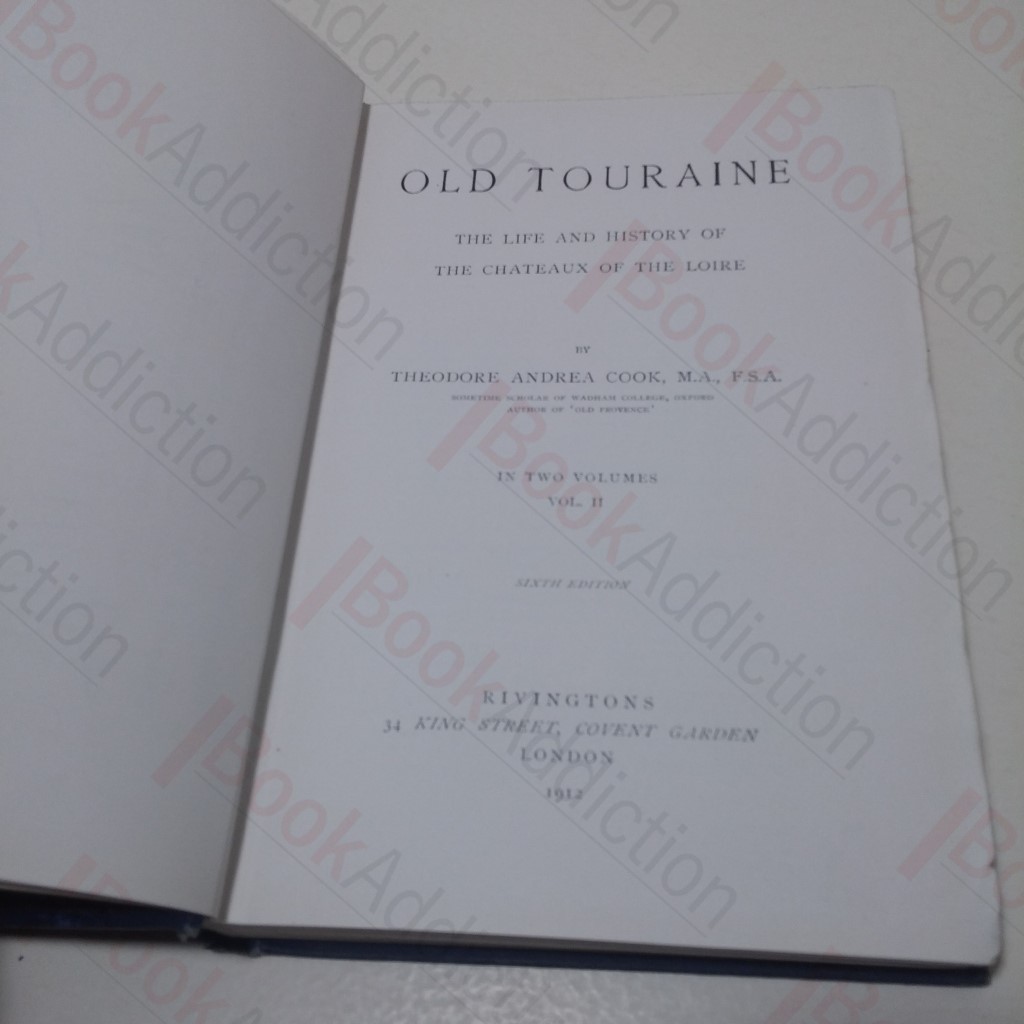 OLD TOURAINE
THE LIFE AND HISTORY OF
THE CHATEAUX OF THE LOIRE
BY
THEODORE ANDREA COOK, M.A., F.S.A.
SOMETIME SCHOLAR OF WADHAM COLLEGE, OXFORD
AUTHOR OF 'OLD PROVENCE'
IN TWO VOLUMES
VOL. II
SIXTH EDITION
RIVINGTONS
34 KING STREET, COVENT GARDEN
LONDON
1912
BookAddiction